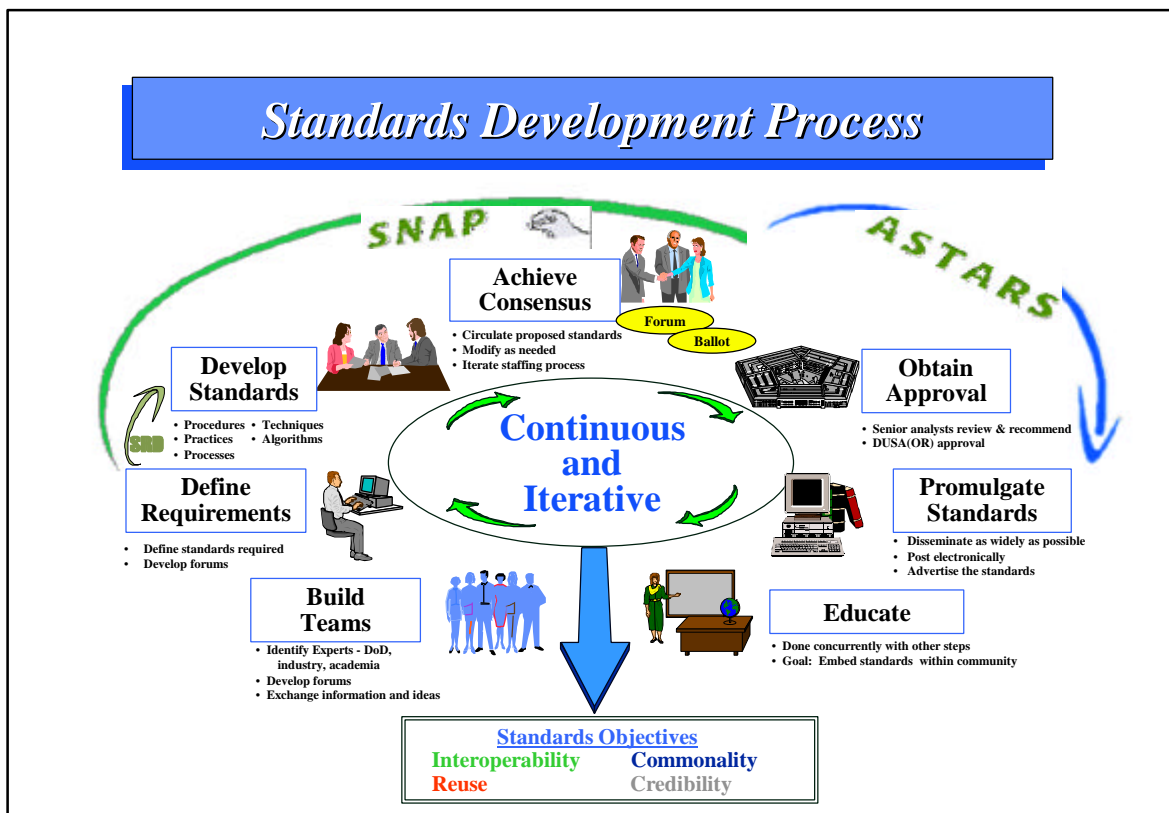 Standards Development Process
SNAP
ASTARS
Achieve
Consensus
• Circulate proposed standards
• Modify as needed
• Iterate staffing process
Forum
Ballot
Develop
Standards
• Procedures • Techniques
• Practices • Algorithms
• Processes
SRD
Obtain
Approval
• Senior analysts review & recommend
• DUSA(OR) approval
Define
Requirements
• Define standards required
• Develop forums
Continuous
and
Iterative
Promulgate
Standards
• Disseminate as widely as possible
• Post electronically
• Advertise the standards
Build
Teams
• Identify Experts - DoD,
industry, academia
• Develop forums
• Exchange information and ideas
Educate
• Done concurrently with other steps
• Goal: Embed standards within community
Standards Objectives
Interoperability Commonality
Reuse Credibility